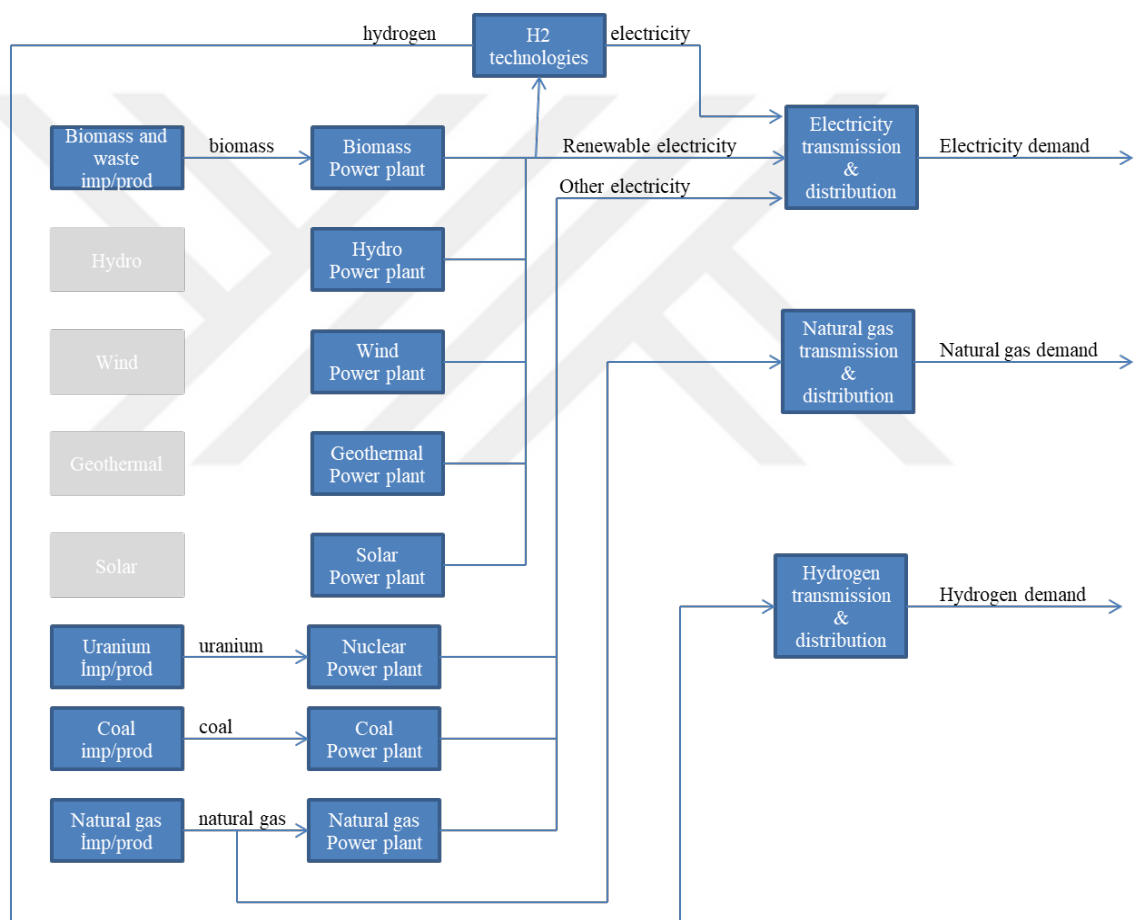 hydrogen
H2
technologies
electricity
Biomass and
waste
imp/prod
biomass
Biomass
Power plant
Renewable electricity
Other electricity
Electricity
transmission
&
distribution
Electricity demand
Hydro
Hydro
Power plant
Wind
Wind
Power plant
Natural gas
transmission
&
distribution
Natural gas demand
Geothermal
Geothermal
Power plant
Solar
Solar
Power plant
Hydrogen
transmission
&
distribution
Hydrogen demand
Uranium
İmp/prod
uranium
Nuclear
Power plant
Coal
imp/prod
coal
Coal
Power plant
Natural gas
İmp/prod
natural gas
Natural gas
Power plant